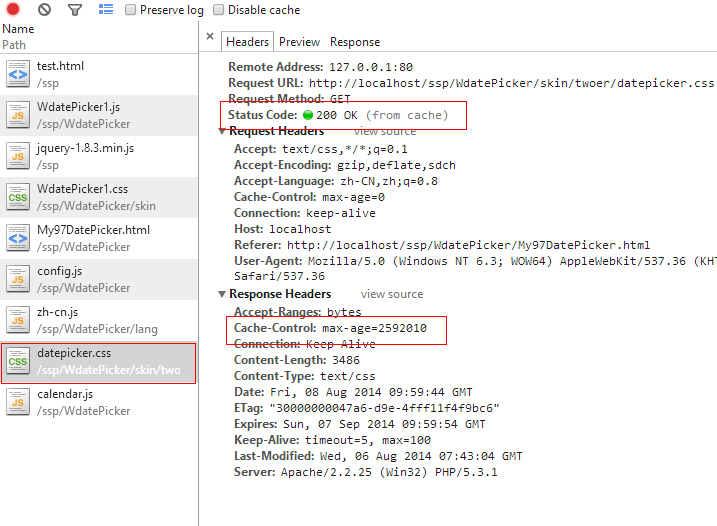 Preserve log Disable cache
Name
Path
test.html
/ssp
WdatePicker1.js
/ssp/WdatePicker
jquery-1.8.3.min.js
/ssp
WdatePicker1.css
/ssp/WdatePicker/skin
My97DatePicker.html
/ssp/WdatePicker
config.js
/ssp/WdatePicker
zh-cn.js
/ssp/WdatePicker/lang
datepicker.css
/ssp/WdatePicker/skin/two
calendar.js
/ssp/WdatePicker
× Headers Preview Response
Remote Address: 127.0.0.1:80
Request URL: http://localhost/ssp/WdatePicker/skin/twoer/datepicker.css
Request Method: GET
Status Code: 200 OK (from cache)
Request Headers view source
Accept: text/css,*/*;q=0.1
Accept-Encoding: gzip,deflate,sdch
Accept-Language: zh-CN,zh;q=0.8
Cache-Control: max-age=0
Connection: keep-alive
Host: localhost
Referer: http://localhost/ssp/WdatePicker/My97DatePicker.html
User-Agent: Mozilla/5.0 (Windows NT 6.3; WOW64) AppleWebKit/537.36 (KHT
Safari/537.36
Response Headers view source
Accept-Ranges: bytes
Cache-Control: max-age=2592010
Connection: Keep-Alive
Content-Length: 3486
Content-Type: text/css
Date: Fri, 08 Aug 2014 09:59:44 GMT
ETag: "30000000047a6-d9e-4fff11f4f9bc6"
Expires: Sun, 07 Sep 2014 09:59:54 GMT
Keep-Alive: timeout=5, max=100
Last-Modified: Wed, 06 Aug 2014 07:43:04 GMT
Server: Apache/2.2.25 (Win32) PHP/5.3.1